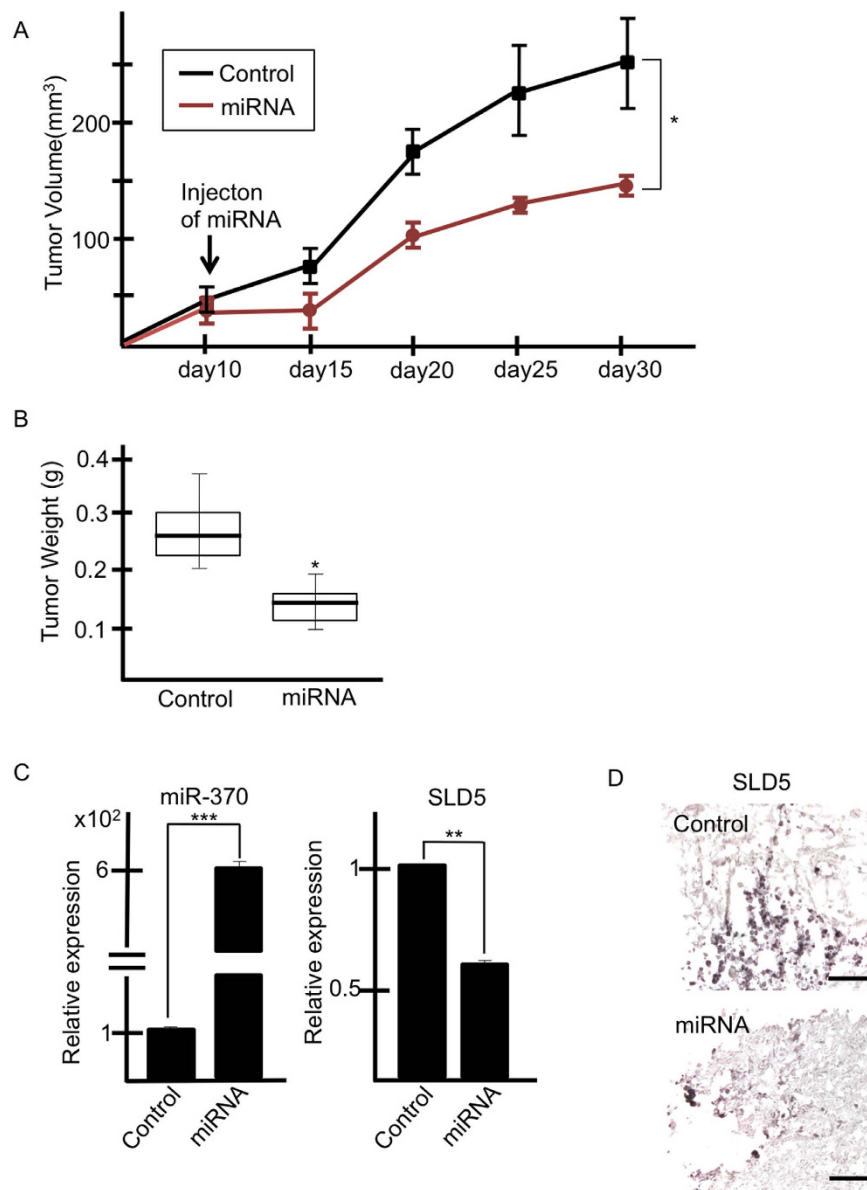 A
Control
miRNA
Tumor Volume(mm³)
200
100
Injecton
of miRNA
*
day10 day15 day20 day25 day30
B
Tumor Weight (g)
0.4
0.3
0.2
0.1
*
Control miRNA
C
miR-370
x10²
***
Relative expression
6
1
Control
miRNA
SLD5
**
Relative expression
1
0.5
Control
miRNA
D
SLD5
Control
miRNA